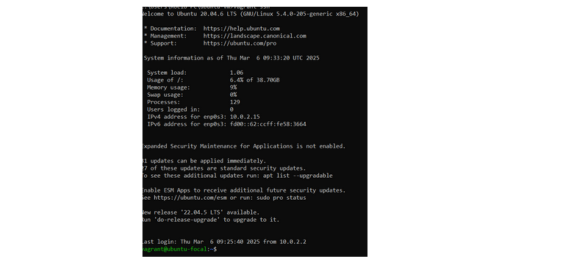 Welcome to Ubuntu 20.04.6 LTS (GNU/Linux 5.4.0-205-generic x86_64)
* Documentation: https://help.ubuntu.com
* Management: https://landscape.canonical.com
* Support: https://ubuntu.com/pro
System information as of Thu Mar 6 09:33:20 UTC 2025
System load: 1.06
Usage of /: 6.4% of 38.70GB
Memory usage: 9%
Swap usage: 0%
Processes: 129
Users logged in: 0
IPv4 address for enp0s3: 10.0.2.15
IPv6 address for enp0s3: fd00::62:ccff:fe58:3664
Expanded Security Maintenance for Applications is not enabled.
updates can be applied immediately.
of these updates are standard security updates.
To see these additional updates run: apt list --upgradable
Enable ESM Apps to receive additional future security updates.
See https://ubuntu.com/esm or run: sudo pro status
New release '22.04.5 LTS' available.
Run 'do-release-upgrade' to upgrade to it.
Last login: Thu Mar 6 09:25:40 2025 from 10.0.2.2
vagrant@ubuntu-focal:~$